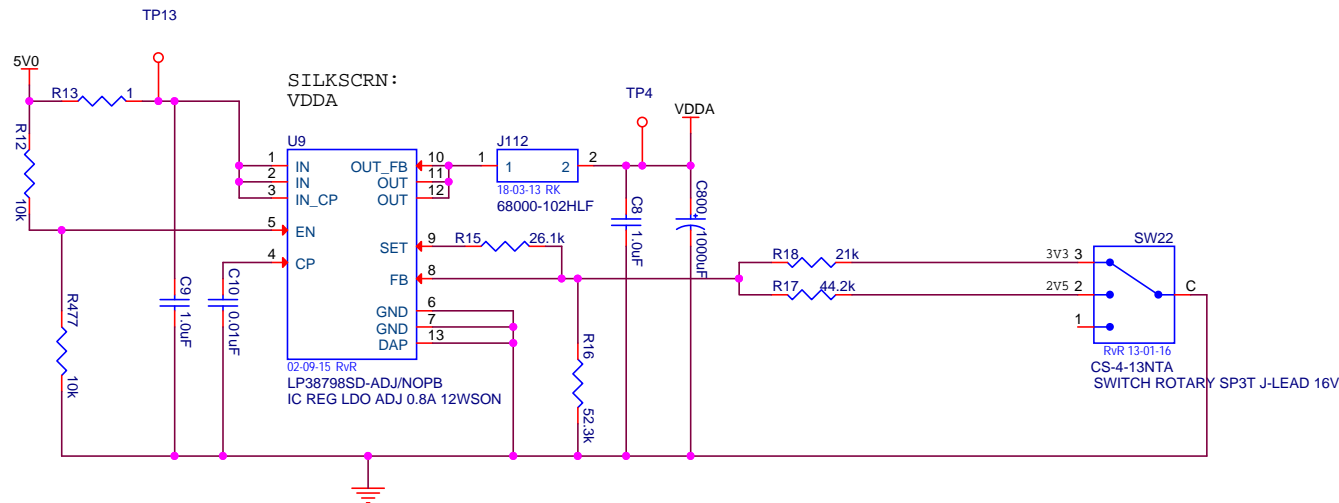 TP13
5V0
SILKSCRN:
VDDA
TP4
VDDA
R13 1
R12
10k
U9
1 IN
2 IN
3 IN_CP
5 EN
4 CP
OUT_FB 10
OUT 11
OUT 12
SET 9
FB 8
GND 6
GND 7
DAP 13
02-09-15 RvR
LP38798SD-ADJ/NOPB
IC REG LDO ADJ 0.8A 12WSON
J112
1 1 2 2
18-03-13 RK
68000-102HLF
R15 26.1k
C8 1.0uF
C800 + 1000uF
R18 21k
R17 44.2k
R16
52.3k
R477
10k
C9 1.0uF
C10 0.01uF
SW22
3V3 3
2V5 2
1
C
RvR 13-01-16
CS-4-13NTA
SWITCH ROTARY SP3T J-LEAD 16V